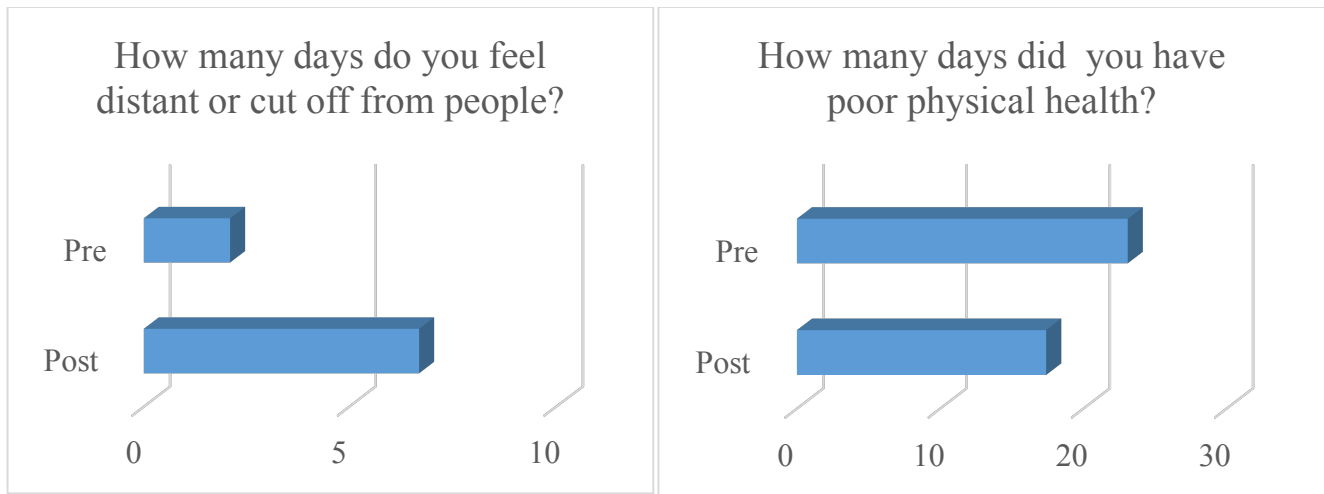 How many days do you feel
distant or cut off from people?
Pre
Post
0 5 10
How many days did  you have
poor physical health?
Pre
Post
0 10 20 30